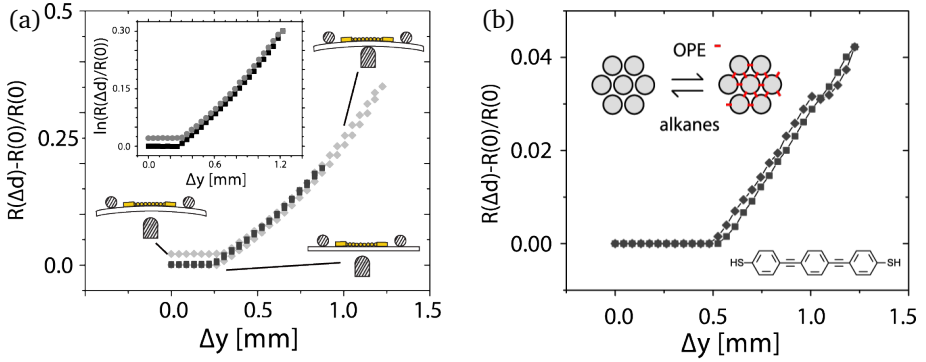 (a)
R(Δd)-R(0)/R(0)
0.5
0.25
0.0
0.0
0.5
1.0
1.5
Δy [mm]
ln(R(Δd)/R(0))
0.30
0.15
0.0
0.0
0.6
1.2
Δy [mm]
(b)
R(Δd)-R(0)/R(0)
0.04
0.02
0.00
0.0
0.5
1.0
1.5
Δy [mm]
OPE
alkanes
HS
SH